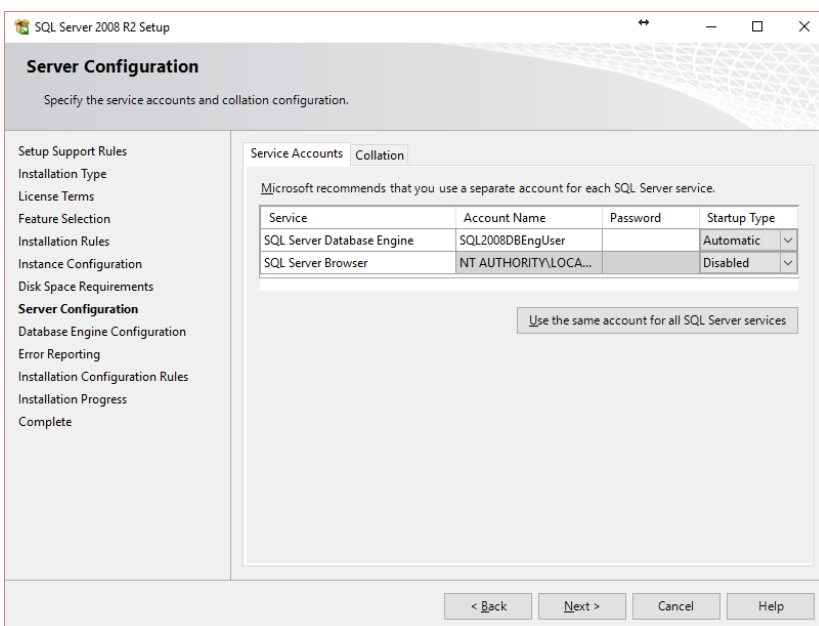 SQL Server 2008 R2 Setup
Server Configuration
Specify the service accounts and collation configuration.
Setup Support Rules
Installation Type
License Terms
Feature Selection
Installation Rules
Instance Configuration
Disk Space Requirements
Server Configuration
Database Engine Configuration
Error Reporting
Installation Configuration Rules
Installation Progress
Complete
Service Accounts Collation
Microsoft recommends that you use a separate account for each SQL Server service.
Service Account Name Password Startup Type
SQL Server Database Engine SQL2008DBEngUser Automatic
SQL Server Browser NT AUTHORITY\LOCA... Disabled
Use the same account for all SQL Server services
< Back Next > Cancel Help